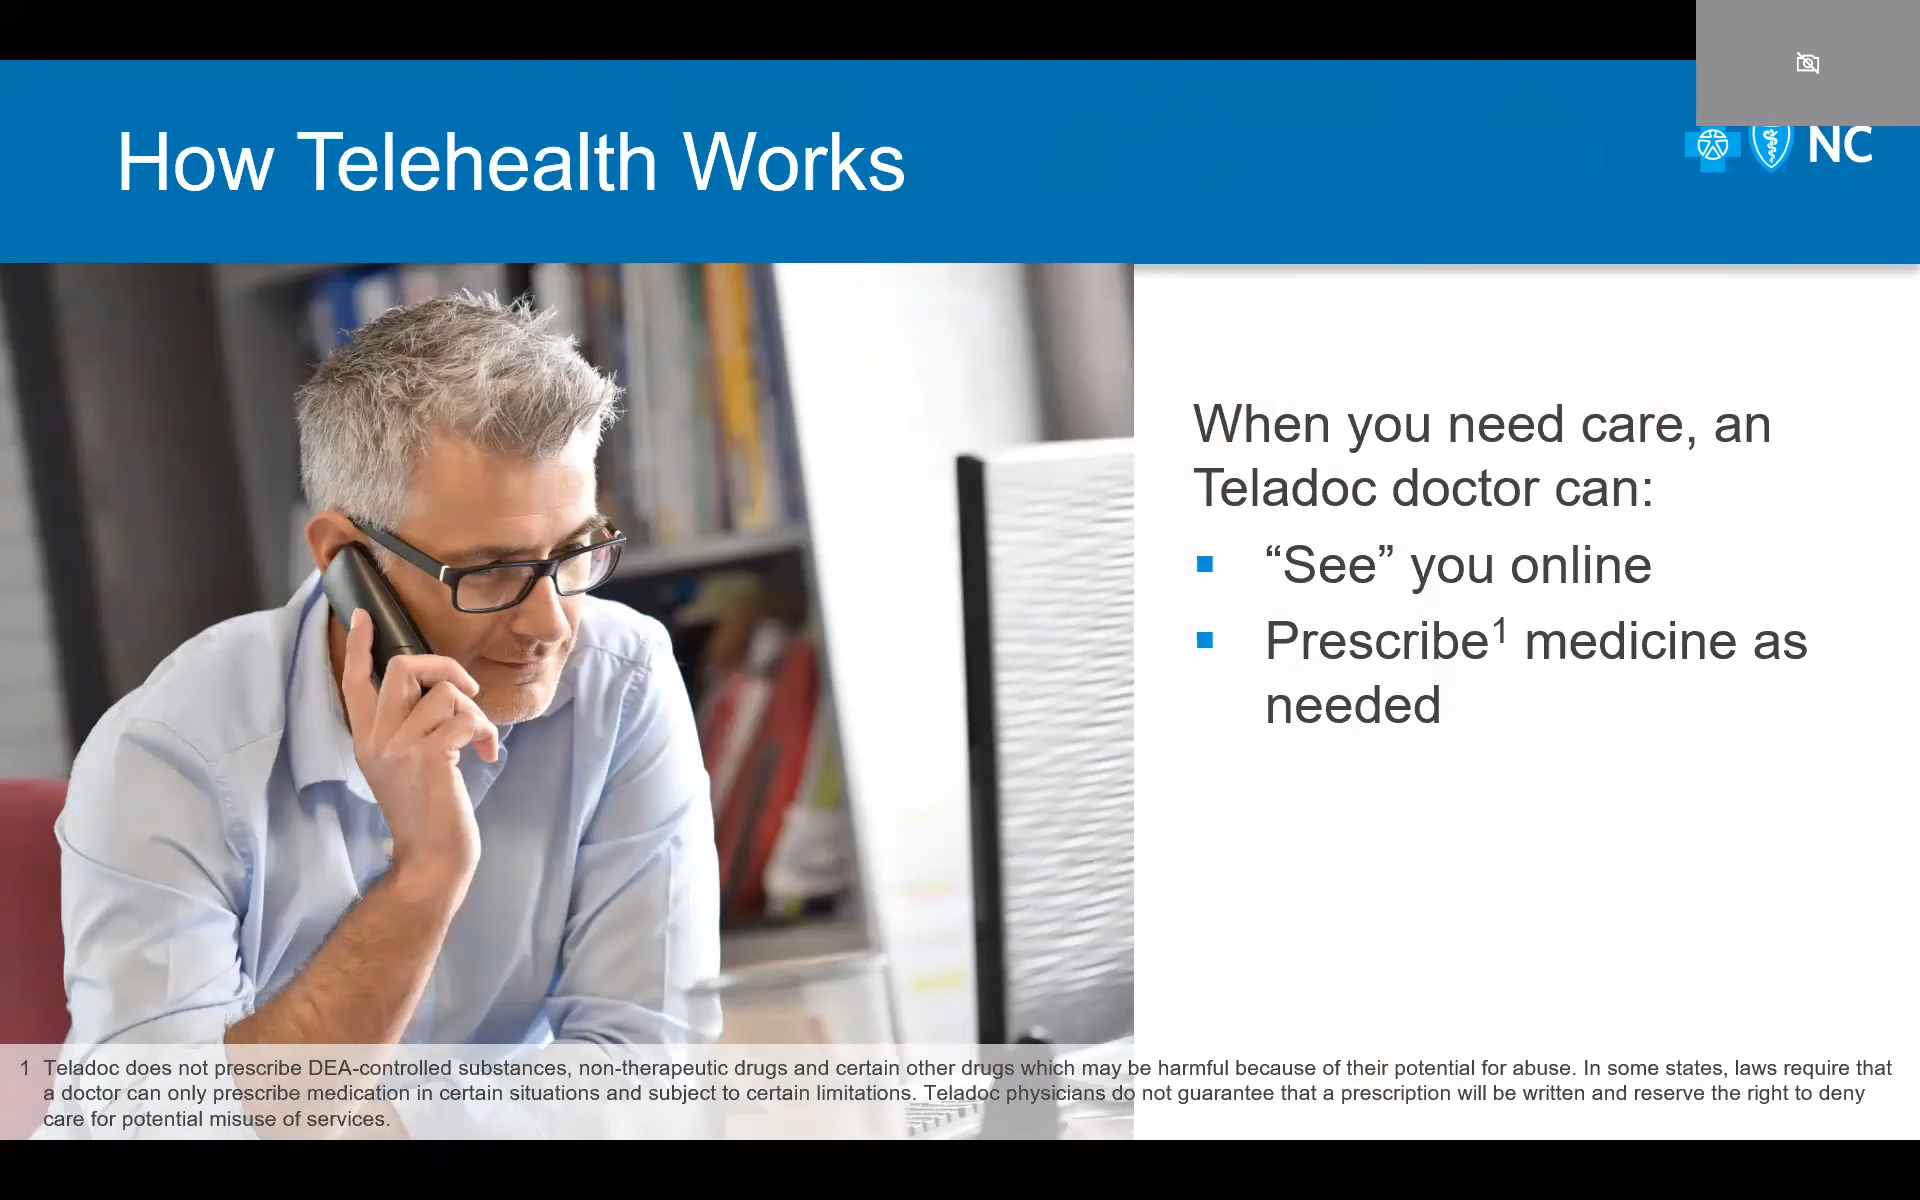 How Telehealth Works
NC
When you need care, an
Teladoc doctor can:
▪ “See” you online
▪ Prescribe¹ medicine as
needed
1 Teladoc does not prescribe DEA-controlled substances, non-therapeutic drugs and certain other drugs which may be harmful because of their potential for abuse. In some states, laws require that
a doctor can only prescribe medication in certain situations and subject to certain limitations. Teladoc physicians do not guarantee that a prescription will be written and reserve the right to deny
care for potential misuse of services.